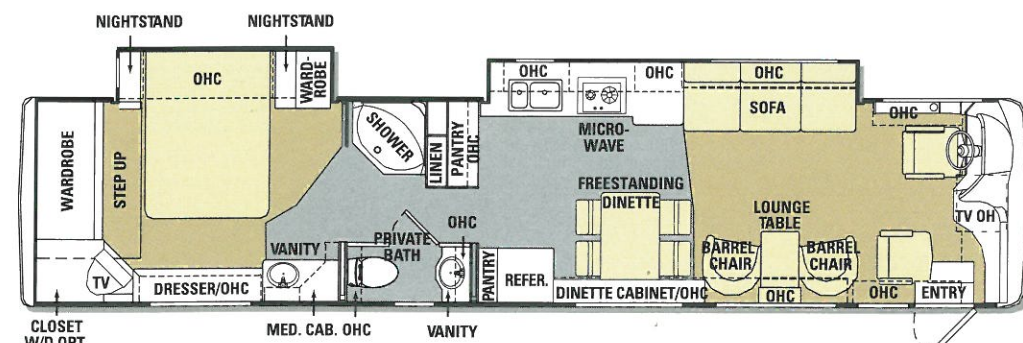 NIGHTSTAND
NIGHTSTAND
OHC
WARD-
ROBE
OHC
OHC
OHC
SOFA
OHC
WARDROBE
STEP UP
SHOWER
LINEN
PANTRY
OHC
MICRO-
WAVE
FREESTANDING
DINETTE
LOUNGE
TABLE
TV OH
OHC
VANITY
PRIVATE
BATH
BARREL
CHAIR
BARREL
CHAIR
TV
DRESSER/OHC
PANTRY
REFER.
DINETTE CABINET/OHC
OHC
OHC
ENTRY
CLOSET
W/D OPT.
MED. CAB.
OHC
VANITY